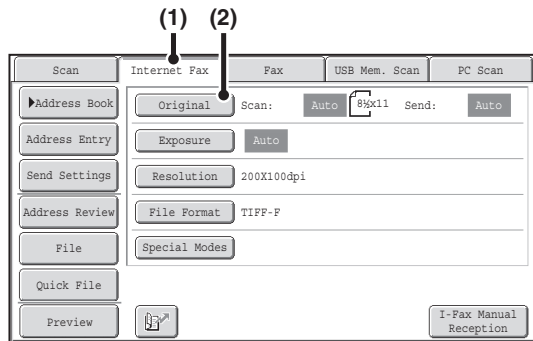 (1) (2)
Scan Internet Fax Fax USB Mem. Scan PC Scan
Address Book Original Scan: Auto 8½x11 Send: Auto
Address Entry Exposure Auto
Send Settings Resolution 200X100dpi
Address Review File Format TIFF-F
File Special Modes
Quick File
Preview I-Fax Manual
Reception